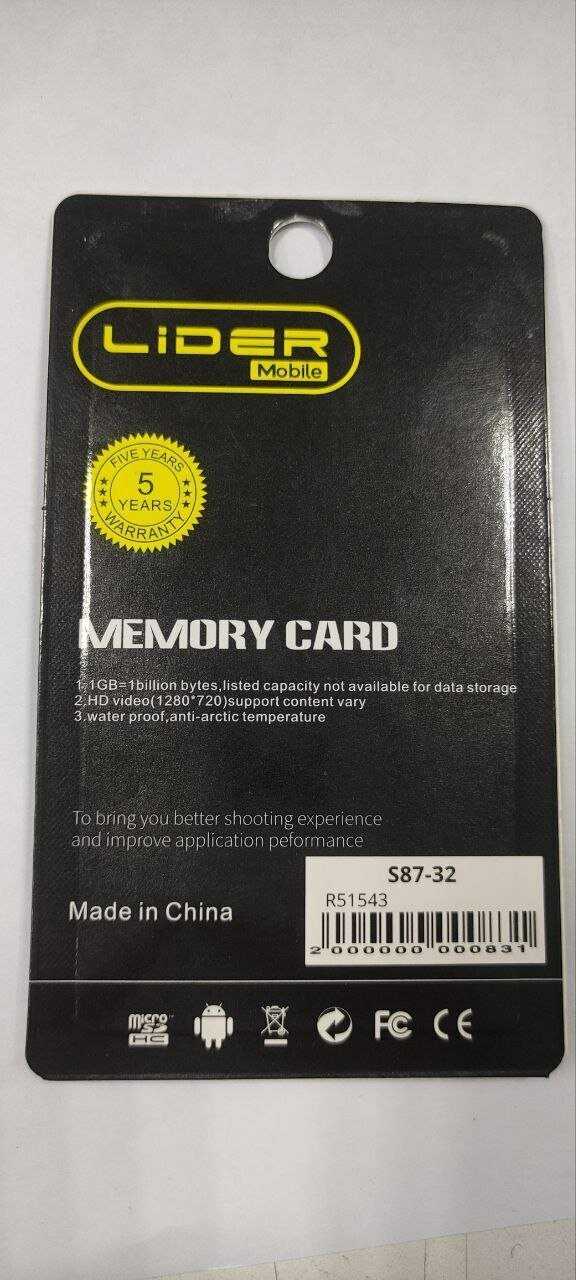 LiDER
Mobile
FIVE YEARS
5
YEARS
WARRANTY
MEMORY CARD
1.1GB=1billion bytes,listed capacity not available for data storage
2.HD video(1280*720)support content vary
3.water proof,anti-arctic temperature
To bring you better shooting experience
and improve application peformance
S87-32
R51543
Made in China
2 000000 000831
micro
SD
HC
FC CE